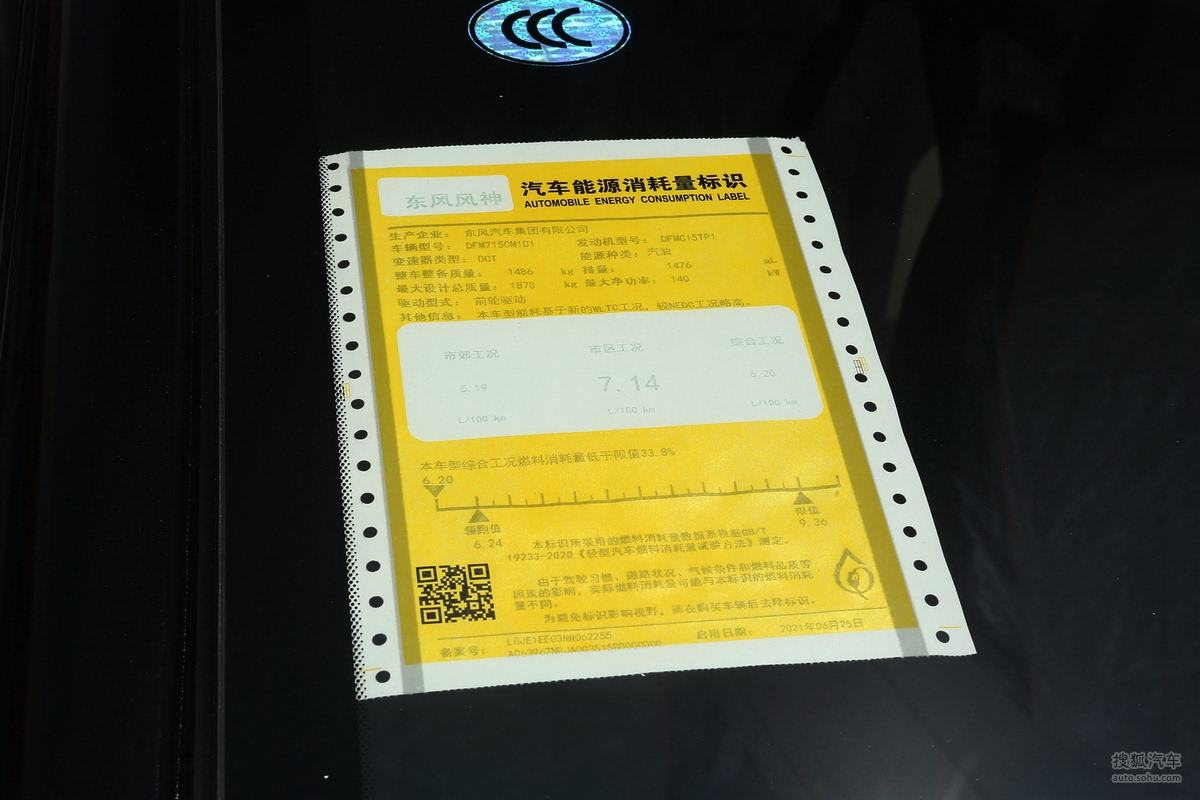 CCC
东风风神
汽车能源消耗量标识
AUTOMOBILE ENERGY CONSUMPTION LABEL
生产企业： 东风汽车集团有限公司
车辆型号： DFM7150M1D1 发动机型号： DFMC15TP1
变速器类型： DCT 能源种类： 汽油
整车整备质量： 1486 kg 排量： 1476 mL
最大设计总质量： 1878 kg 最大净功率： 140 kW
驱动型式： 前轮驱动
其他信息： 本车型能耗基于新的WLTC工况，较NEDC工况略高。
市郊工况 市区工况 综合工况
5.19 7.14 6.20
L/100 km L/100 km L/100 km
本车型综合工况燃料消耗量低于限值33.8%
6.20
领跑值 限值
6.24 9.36
本标识所采用的燃料消耗量数据系根据GB/T
19233-2020《轻型汽车燃料消耗量试验方法》测定。
由于驾驶习惯、道路状况、气候条件和燃料品质等
因素的影响，实际燃料消耗量可能与本标识的燃料消耗
量不同。
为避免标识影响视野，请在购买车辆后去除标识。
LGJE1EE03NM062255
备案号： 启用日期： 2021年06月25日
搜狐汽车
auto.sohu.com